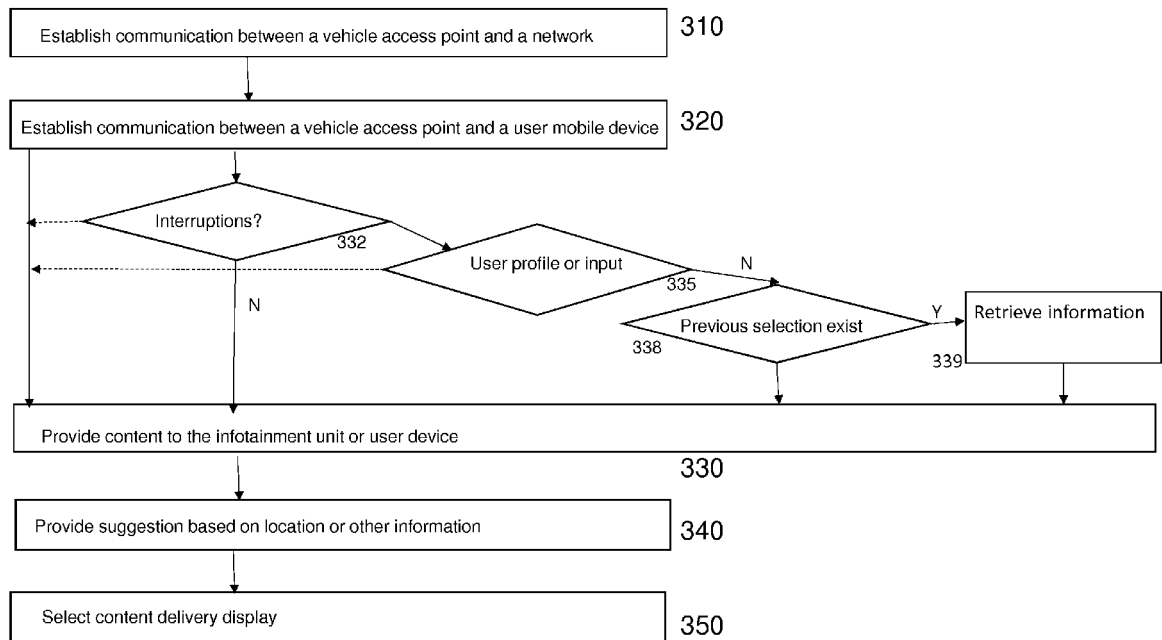 Establish communication between a vehicle access point and a network
310
Establish communication between a vehicle access point and a user mobile device
320
Interruptions?
332
User profile or input
335
N
N
Previous selection exist
338
Y
Retrieve information
339
Provide content to the infotainment unit or user device
330
Provide suggestion based on location or other information
340
Select content delivery display
350